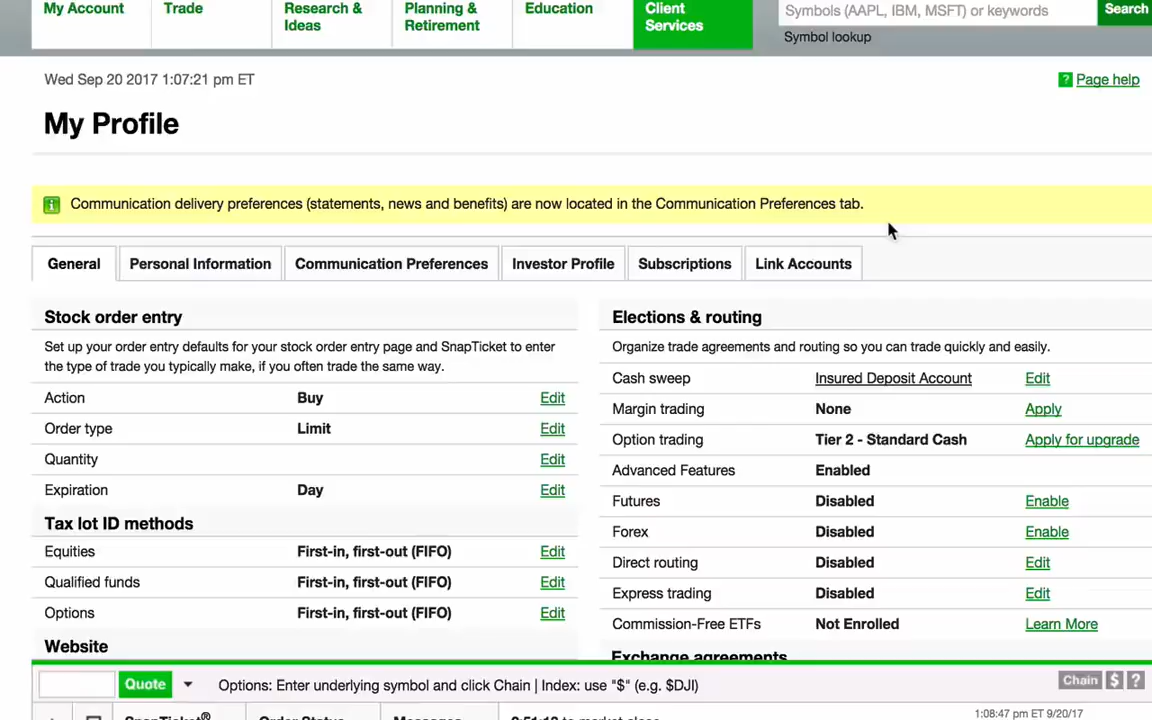 My Account
Trade
Research &
Ideas
Planning &
Retirement
Education
Client
Services
Symbols (AAPL, IBM, MSFT) or keywords
Search
Symbol lookup
Wed Sep 20 2017 1:07:21 pm ET
? Page help
My Profile
Communication delivery preferences (statements, news and benefits) are now located in the Communication Preferences tab.
General
Personal Information
Communication Preferences
Investor Profile
Subscriptions
Link Accounts
Stock order entry
Set up your order entry defaults for your stock order entry page and SnapTicket to enter
the type of trade you typically make, if you often trade the same way.
Action Buy Edit
Order type Limit Edit
Quantity Edit
Expiration Day Edit
Tax lot ID methods
Equities First-in, first-out (FIFO) Edit
Qualified funds First-in, first-out (FIFO) Edit
Options First-in, first-out (FIFO) Edit
Website
Elections & routing
Organize trade agreements and routing so you can trade quickly and easily.
Cash sweep Insured Deposit Account Edit
Margin trading None Apply
Option trading Tier 2 - Standard Cash Apply for upgrade
Advanced Features Enabled
Futures Disabled Enable
Forex Disabled Enable
Direct routing Disabled Edit
Express trading Disabled Edit
Commission-Free ETFs Not Enrolled Learn More
Exchange agreements
Quote
Options: Enter underlying symbol and click Chain | Index: use "$" (e.g. $DJI)
Chain $ ?
SnapTicket®
Order Status
Messages
to market close
1:08:47 pm ET 9/20/17